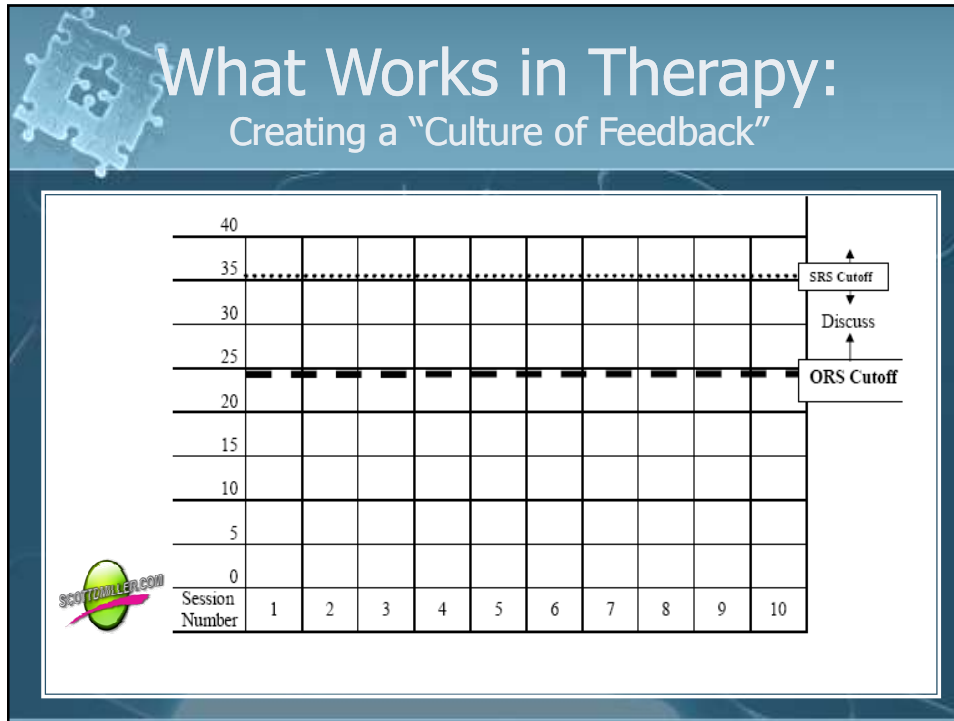 What Works in Therapy:
Creating a “Culture of Feedback”
40
35
30
25
20
15
10
5
0
SRS Cutoff
Discuss
ORS Cutoff
Session
Number
1 2 3 4 5 6 7 8 9 10
SCOTTDMILLER.COM